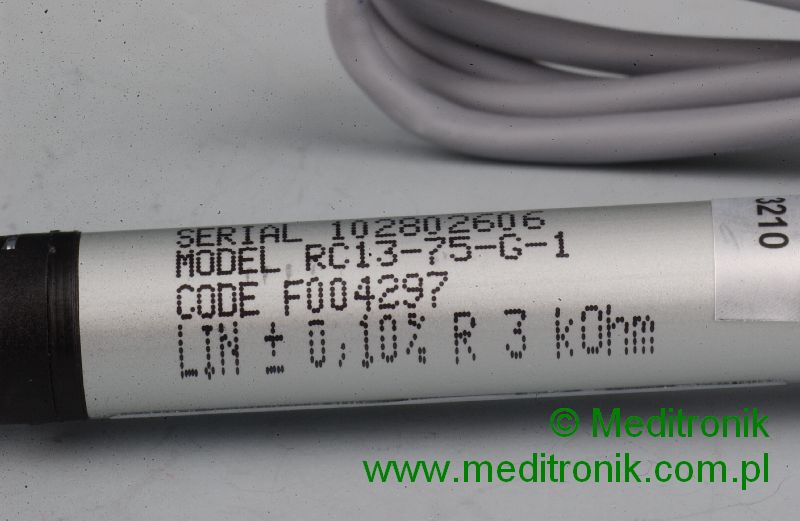 SERIAL 102802606
MODEL RC13-75-G-1
CODE F004297
LIN ± 0,10% R 3 kOhm
3210
© Meditronik
www.meditronik.com.pl